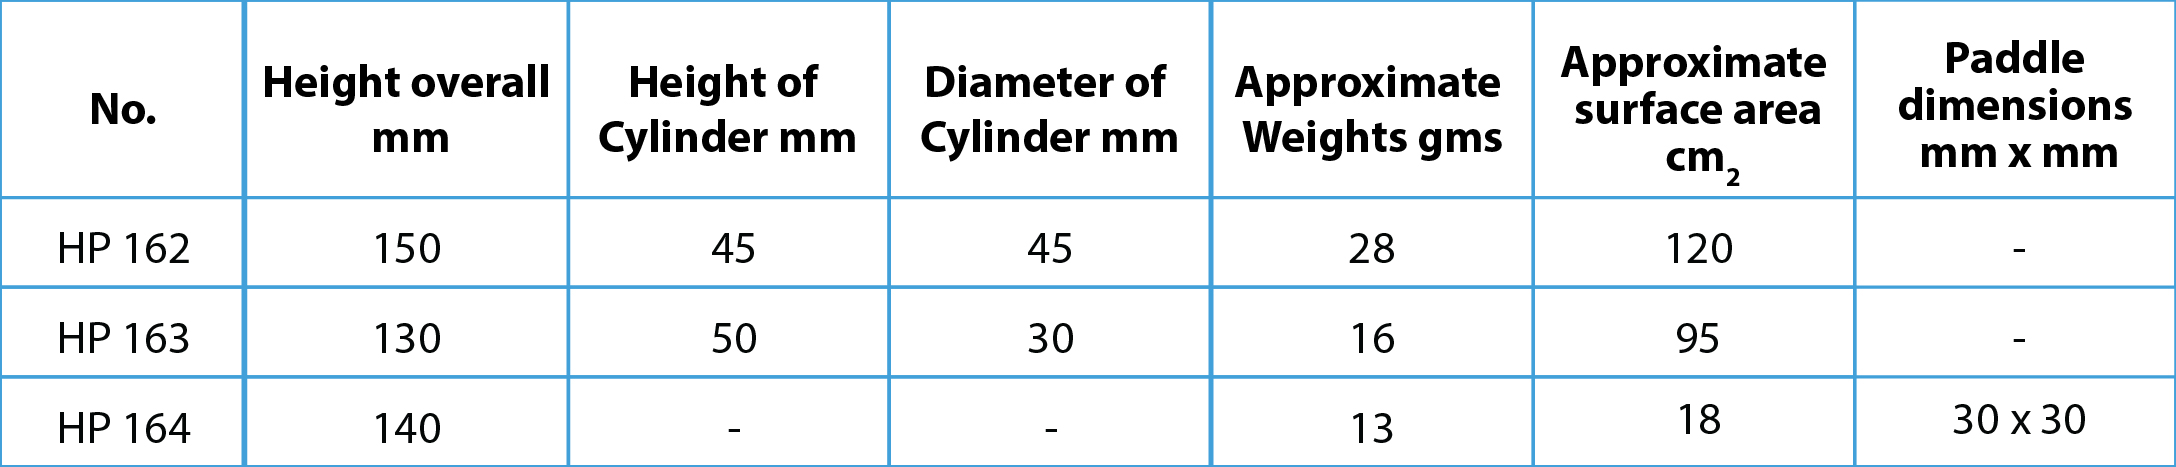 No. Height overall mm Height of Cylinder mm Diameter of Cylinder mm Approximate Weights gms Approximate surface area cm2 Paddle dimensions mm x mm
HP 162 150 45 45 28 120 -
HP 163 130 50 30 16 95 -
HP 164 140 - - 13 18 30 x 30